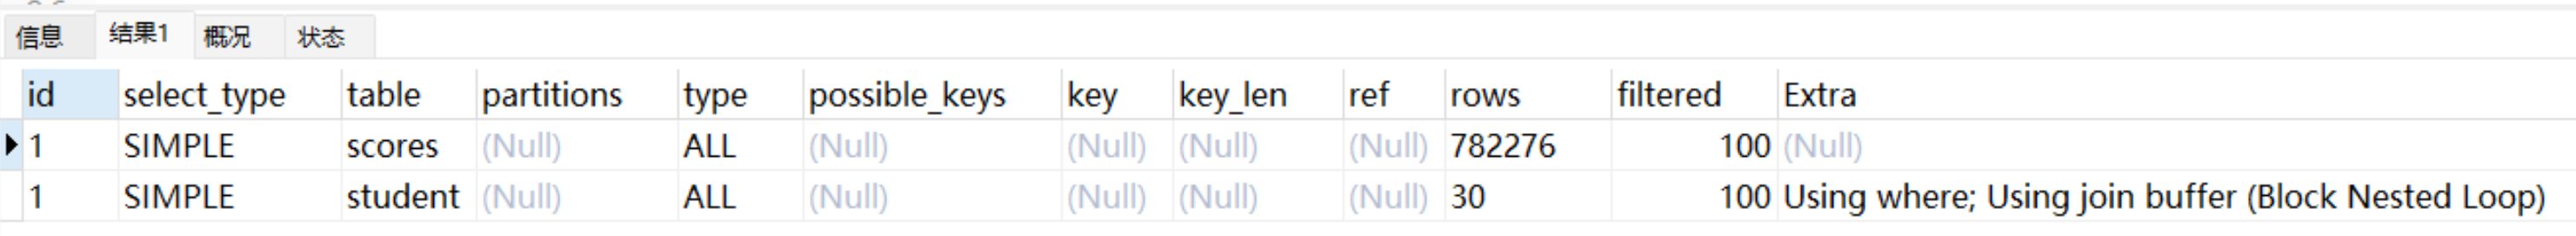 信息 结果1 概况 状态
id select_type table partitions type possible_keys key key_len ref rows filtered Extra
1 SIMPLE scores (Null) ALL (Null) (Null) (Null) (Null) 782276 100 (Null)
1 SIMPLE student (Null) ALL (Null) (Null) (Null) (Null) 30 100 Using where; Using join buffer (Block Nested Loop)